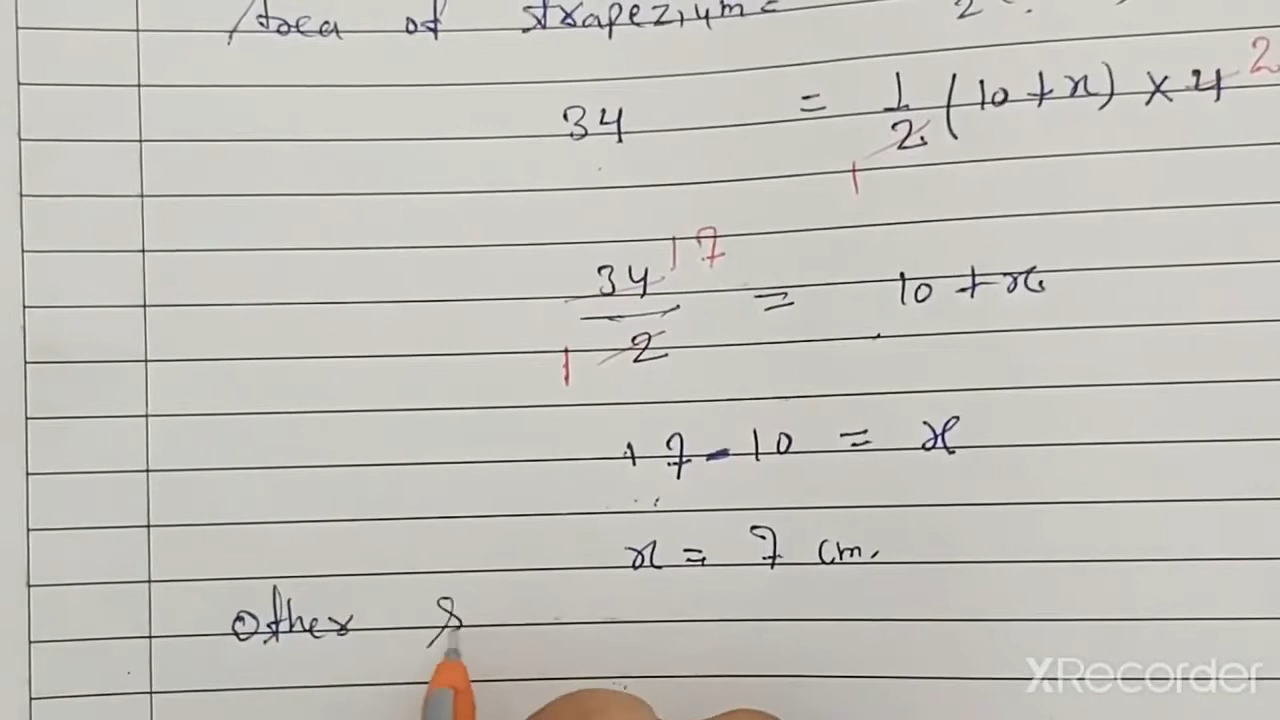 Area of trapezium =
34 = 1/2 (10 + x) × 4 2
1
34 17
2 = 10 + x
1
17 - 10 = x
x = 7 cm.
Other s
XRecorder